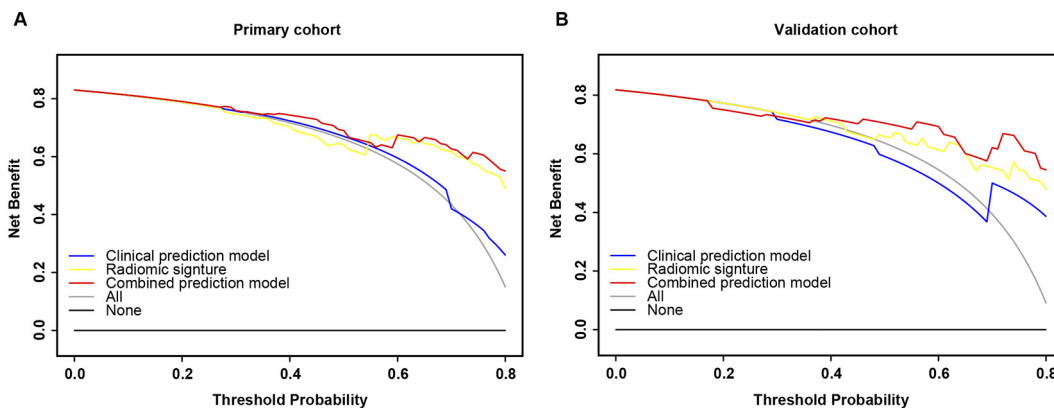 A
Primary cohort
Net Benefit
0.8
0.6
0.4
0.2
0.0
Clinical prediction model
Radiomic signture
Combined prediction model
All
None
0.0 0.2 0.4 0.6 0.8
Threshold Probability
B
Validation cohort
Net Benefit
0.8
0.6
0.4
0.2
0.0
Clinical prediction model
Radiomic signture
Combined prediction model
All
None
0.0 0.2 0.4 0.6 0.8
Threshold Probability